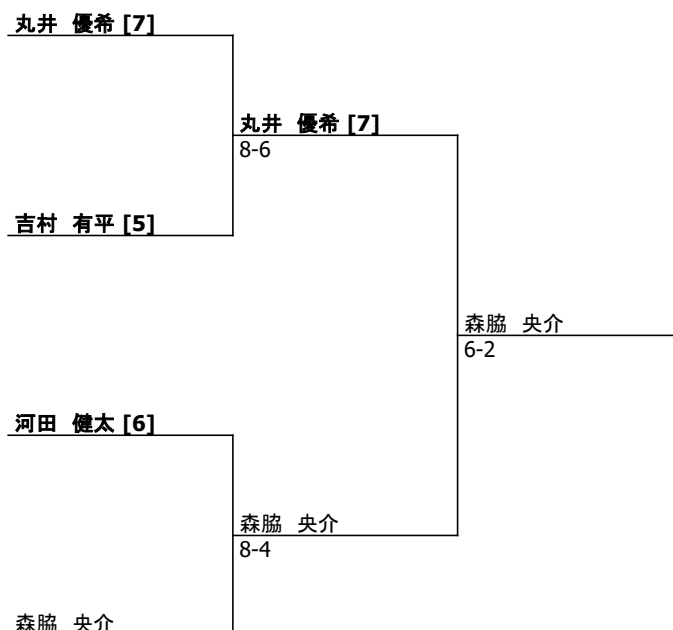 丸井 優希 [7]
丸井 優希 [7]
8-6
吉村 有平 [5]
森脇 央介
6-2
河田 健太 [6]
森脇 央介
8-4
森脇 央介